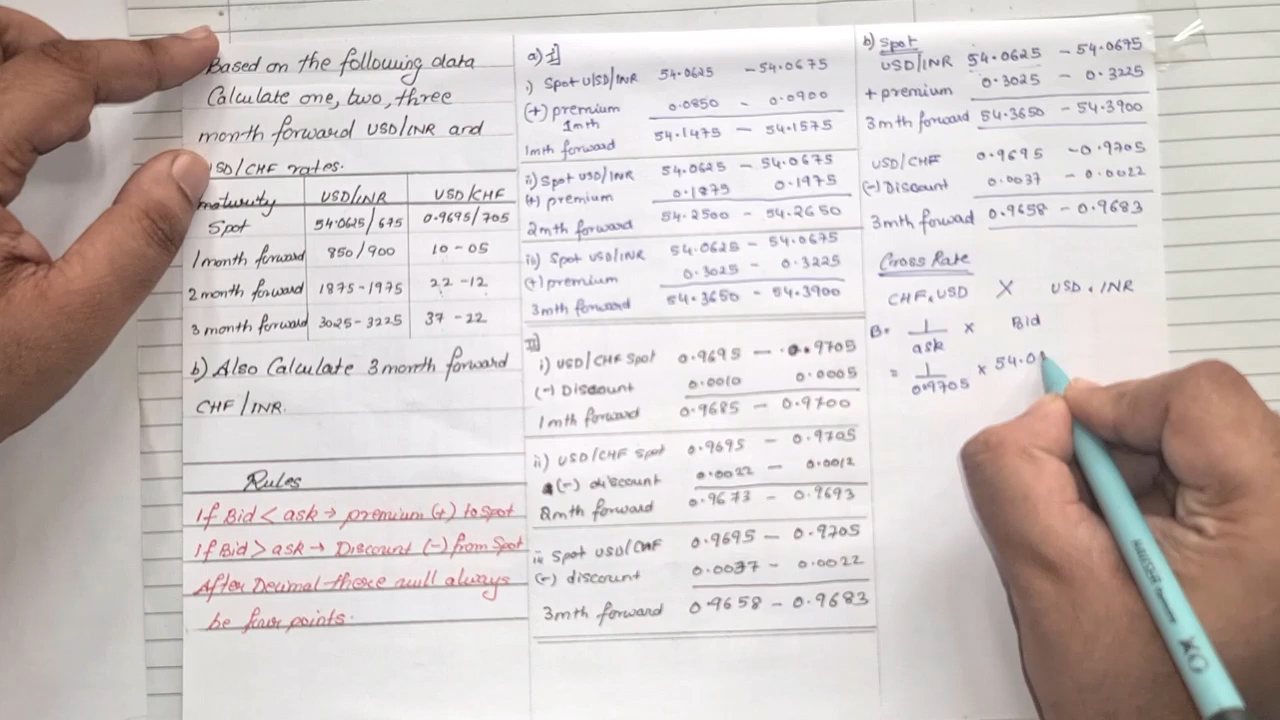 Based on the following data
Calculate one, two, three
month forward USD/INR and
USD/CHF rates.
maturity USD/INR USD/CHF
Spot 54.0625/675 0.9695/705
1 month forward 850/900 10-05
2 month forward 1875-1975 22-12
3 month forward 3025-3225 37-22
b) Also Calculate 3 month forward
CHF/INR.
Rules
If Bid < ask → premium (+) to spot
If Bid > ask → Discount (-) from Spot
After Decimal there will always
be four points.
a) I]
i) Spot USD/INR 54.0625 - 54.0675
(+) premium 0.0850 - 0.0900
1mth
1mth forward 54.1475 - 54.1575
ii) Spot USD/INR 54.0625 - 54.0675
(+) premium 0.1875 0.1975
2mth forward 54.2500 - 54.2650
iii) Spot USD/INR 54.0625 - 54.0675
(+) premium 0.3025 - 0.3225
3mth forward 54.3650 - 54.3900
II]
i) USD/CHF Spot 0.9695 - 0.9705
(-) Discount 0.0010 0.0005
1mth forward 0.9685 - 0.9700
ii) USD/CHF Spot 0.9695 - 0.9705
(-) discount 0.0022 - 0.0012
2mth forward 0.9673 - 0.9693
iii Spot USD/CHF 0.9695 - 0.9705
(-) discount 0.0037 - 0.0022
3mth forward 0.9658 - 0.9683
b) Spot
USD/INR 54.0625 - 54.0675
+ premium 0.3025 - 0.3225
3mth forward 54.3650 - 54.3900
USD/CHF 0.9695 - 0.9705
(-) Discount 0.0037 - 0.0022
3mth forward 0.9658 - 0.9683
Cross Rate
CHF.USD X USD.INR
B= 1/ask × Bid
= 1/0.9705 × 54.0